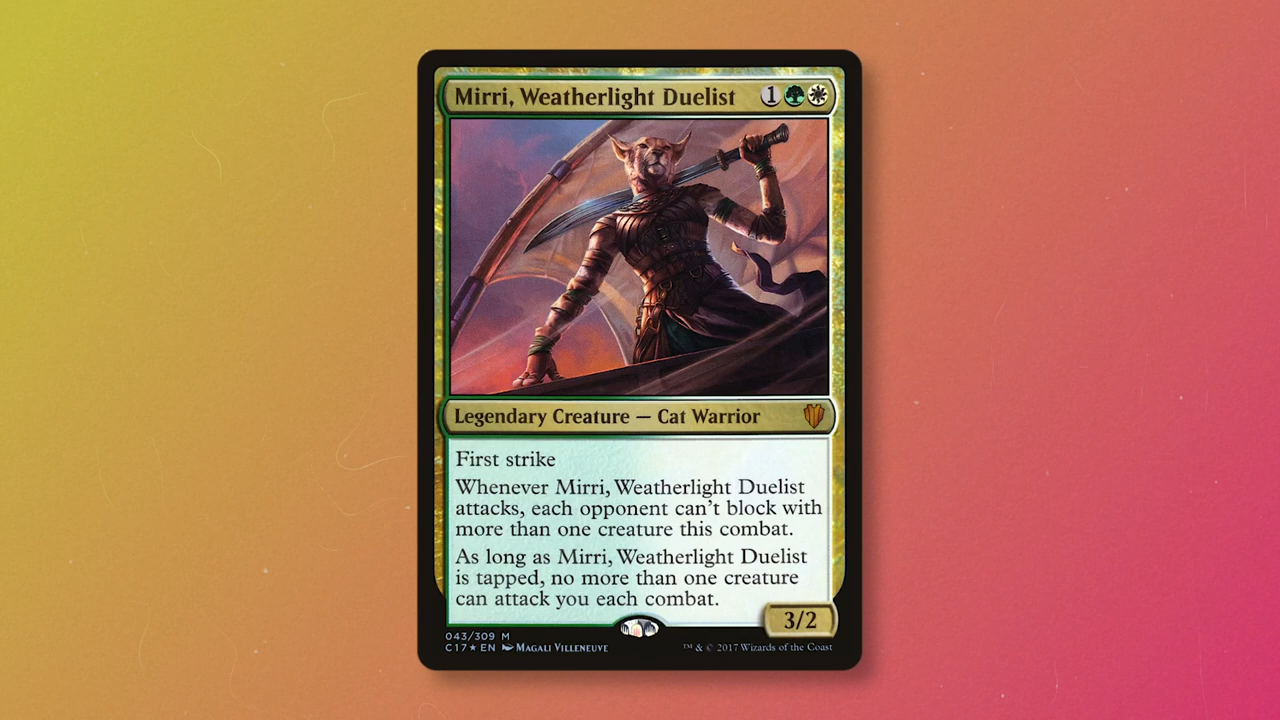 Mirri, Weatherlight Duelist 1
Legendary Creature — Cat Warrior
First strike
Whenever Mirri, Weatherlight Duelist
attacks, each opponent can't block with
more than one creature this combat.
As long as Mirri, Weatherlight Duelist
is tapped, no more than one creature
can attack you each combat.
3/2
043/309 M
C17★EN Magali Villeneuve
™ & © 2017 Wizards of the Coast